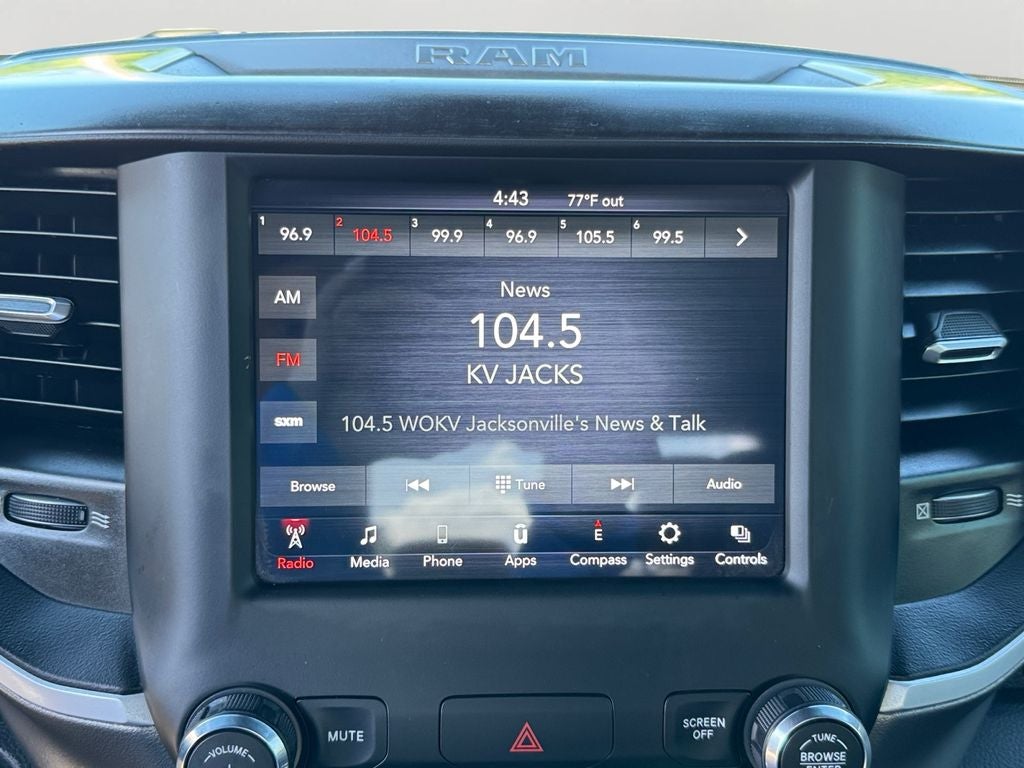 RAM
4:43 77°F out
1 96.9 2 104.5 3 99.9 4 96.9 5 105.5 6 99.5
AM
News
104.5
FM
KV JACKS
sxm
104.5 WOKV Jacksonville's News & Talk
Browse Tune Audio
E
Radio Media Phone Apps Compass Settings Controls
VOLUME
MUTE
SCREEN
OFF
TUNE
BROWSE
ENTER